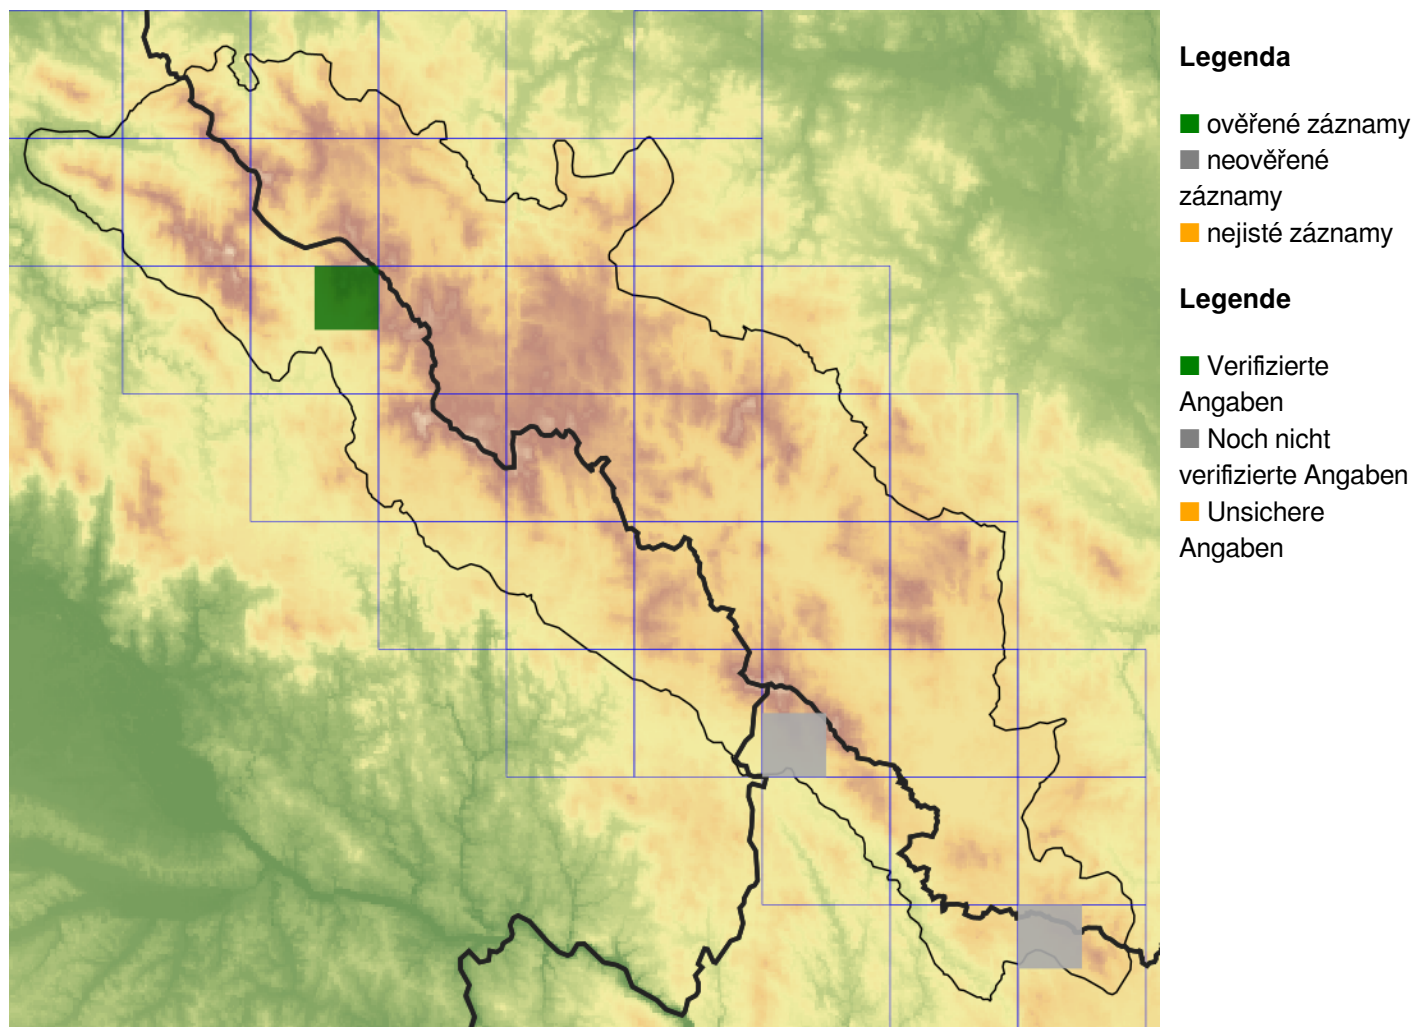 Legenda
ověřené záznamy
neověřené
záznamy
nejisté záznamy
Legende
Verifizierte
Angaben
Noch nicht
verifizierte Angaben
Unsichere
Angaben